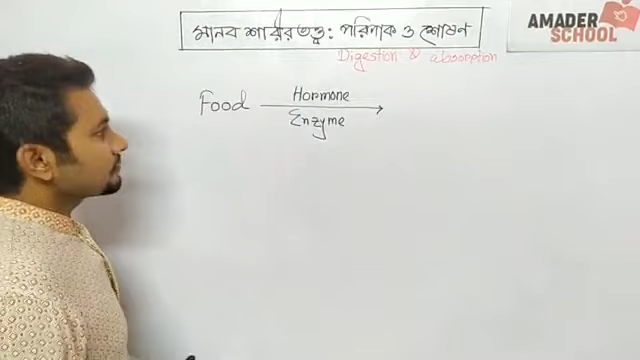 মানব শারীরতত্ত্ব: পরিপাক ও শোষণ
Digestion & absorption
AMADER
SCHOOL
Food
Hormone
Enzyme